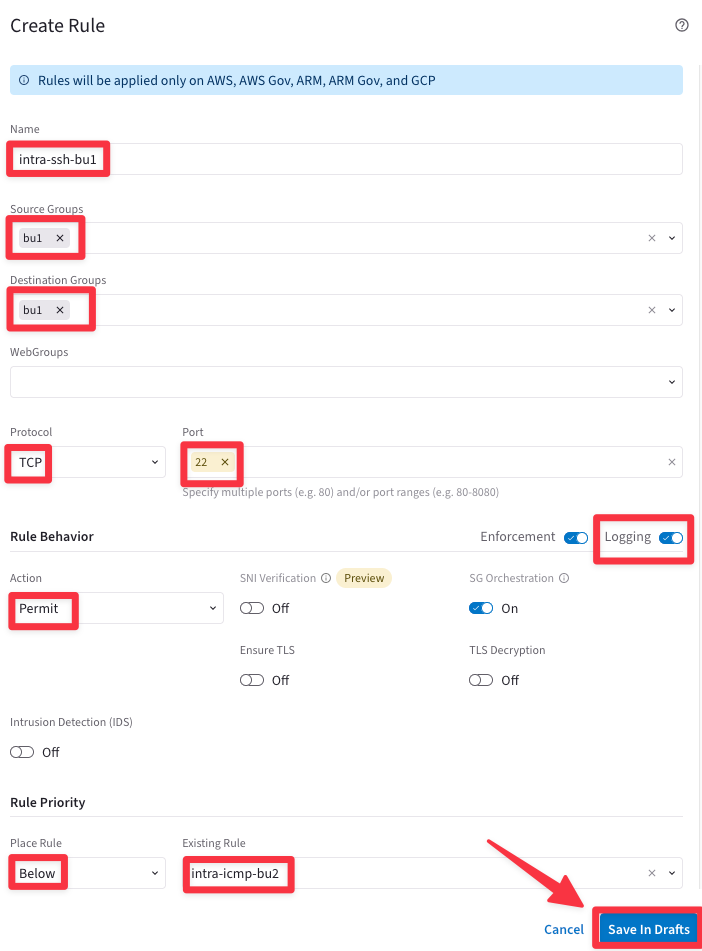 Create Rule
Rules will be applied only on AWS, AWS Gov, ARM, ARM Gov, and GCP
Name
intra-ssh-bu1
Source Groups
bu1
Destination Groups
bu1
WebGroups
Protocol Port
TCP 22
Specify multiple ports (e.g. 80) and/or port ranges (e.g. 80-8080)
Rule Behavior Enforcement Logging
Action SNI Verification Preview SG Orchestration
Permit Off On
Ensure TLS TLS Decryption
Off Off
Intrusion Detection (IDS)
Off
Rule Priority
Place Rule Existing Rule
Below intra-icmp-bu2
Cancel Save In Drafts